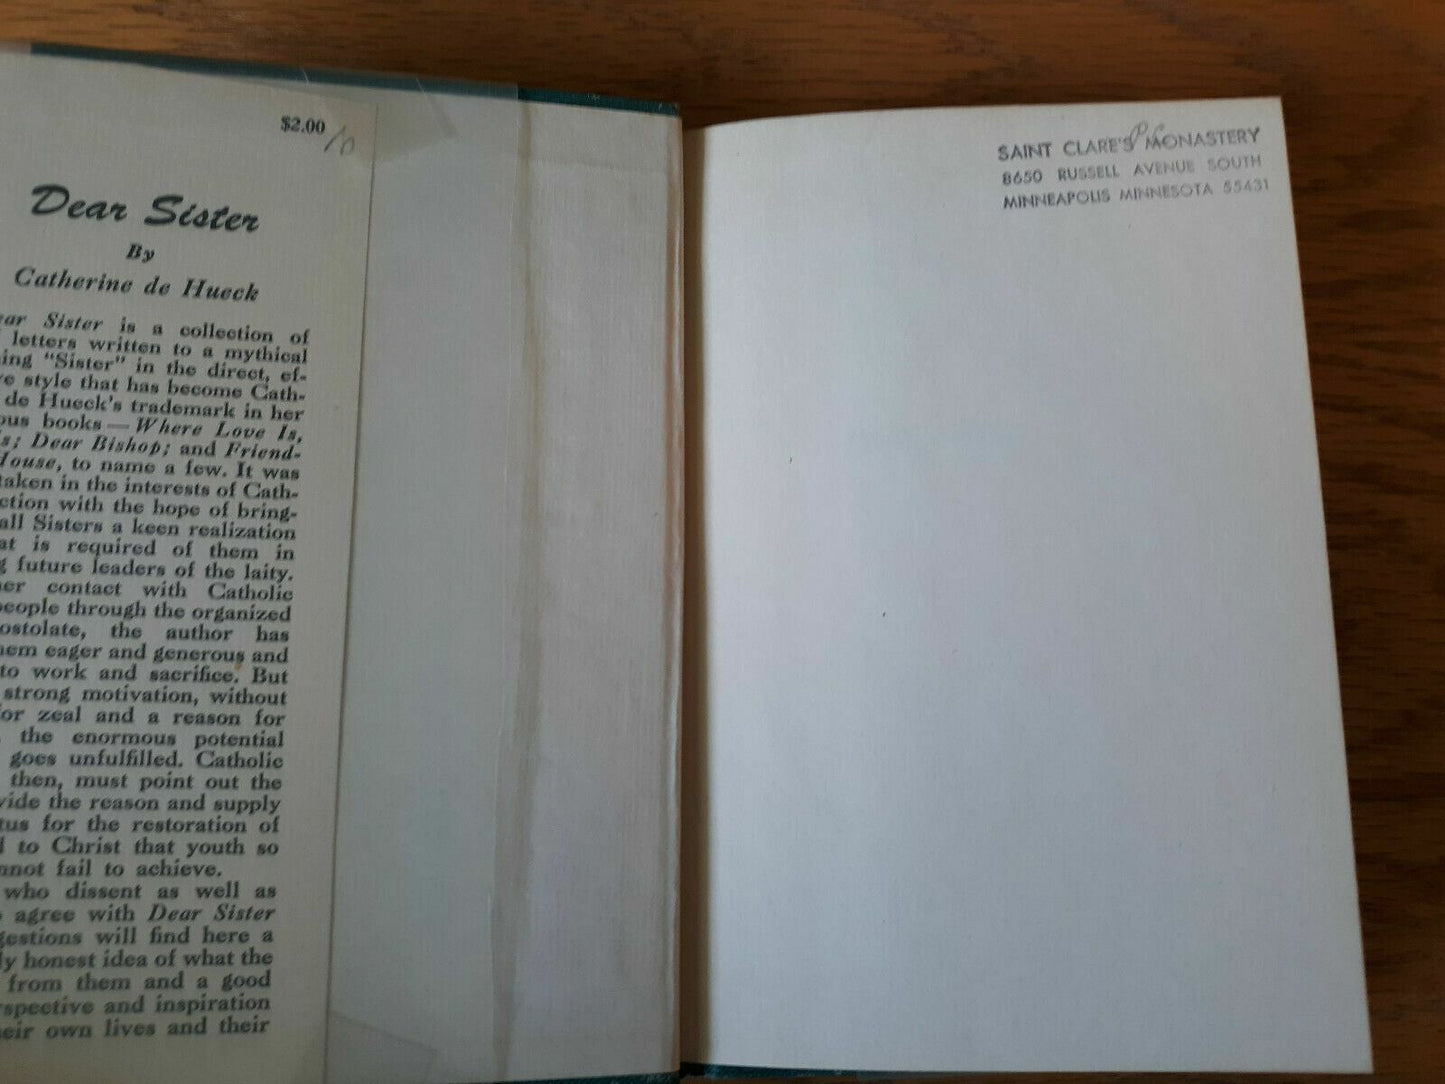 $2.00
Dear Sister
By
Catherine de Hueck
Sister is a collection of
letters written to a mythical
"Sister" in the direct, ef-
style that has become Cath-
de Hueck's trademark in her
books — Where Love Is,
Dear Bishop; and Friend-
to name a few. It was
in the interests of Cath-
with the hope of bring-
all Sisters a keen realization
is required of them in
future leaders of the laity.
contact with Catholic
people through the organized
the author has
eager and generous and
to work and sacrifice. But
strong motivation, without
zeal and a reason for
the enormous potential
goes unfulfilled. Catholic
then, must point out the
the reason and supply
for the restoration of
to Christ that youth so
fail to achieve.
who dissent as well as
agree with Dear Sister
will find here a
honest idea of what the
from them and a good
and inspiration
own lives and their
SAINT CLARE'S MONASTERY
8650 RUSSELL AVENUE SOUTH
MINNEAPOLIS MINNESOTA 55431